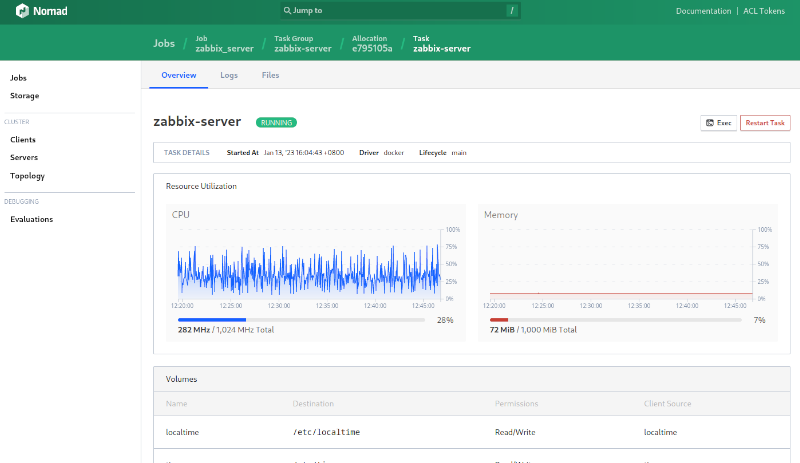 Nomad
Jump to
/
Documentation | ACL Tokens
Jobs / Job zabbix_server / Task Group zabbix-server / Allocation e795105a / Task zabbix-server
Jobs
Storage
CLUSTER
Clients
Servers
Topology
DEBUGGING
Evaluations
Overview Logs Files
zabbix-server RUNNING
Exec Restart Task
TASK DETAILS Started At Jan 13, '23 16:04:43 +0800 Driver docker Lifecycle main
Resource Utilization
CPU
100%
75%
50%
25%
0%
12:20:00 12:25:00 12:30:00 12:35:00 12:40:00 12:45:00
28%
282 MHz / 1,024 MHz Total
Memory
100%
75%
50%
25%
0%
12:20:00 12:25:00 12:30:00 12:35:00 12:40:00 12:45:00
7%
72 MiB / 1,000 MiB Total
Volumes
Name Destination Permissions Client Source
localtime /etc/localtime Read/Write localtime